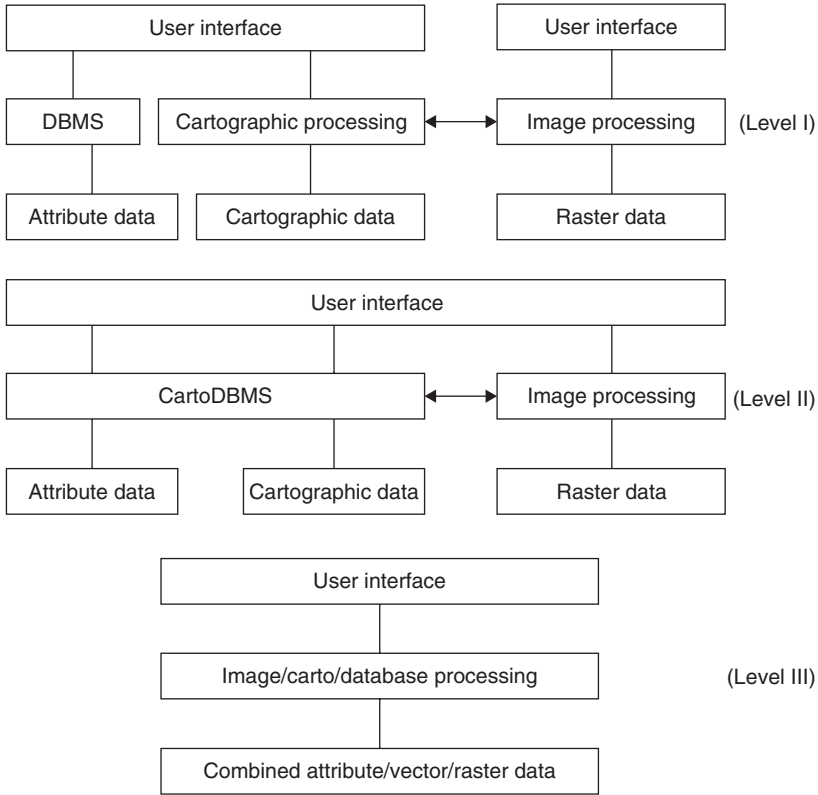 User interface
User interface
DBMS
Cartographic processing
Image processing
(Level I)
Attribute data
Cartographic data
Raster data
User interface
CartoDBMS
Image processing
(Level II)
Attribute data
Cartographic data
Raster data
User interface
Image/carto/database processing
(Level III)
Combined attribute/vector/raster data